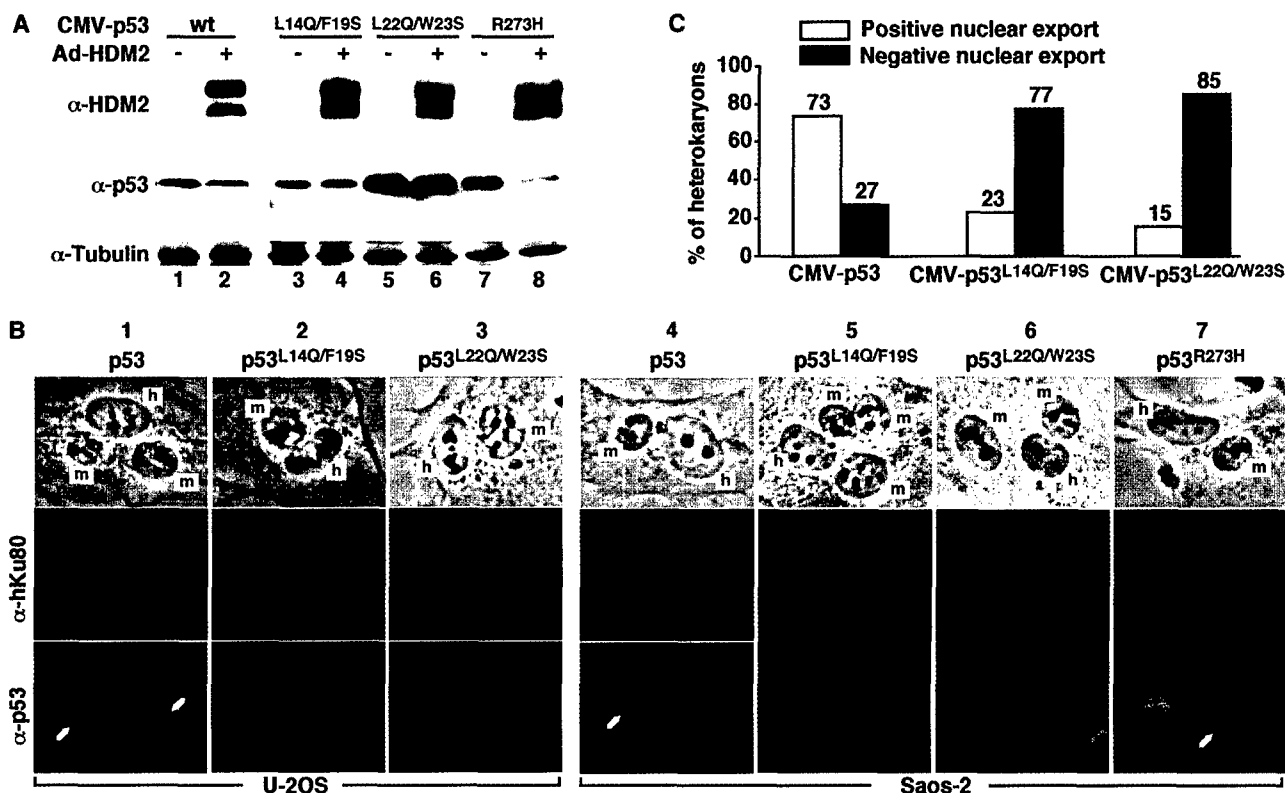 A
CMV-p53 wt L14Q/F19S L22Q/W23S R273H
Ad-HDM2 - + - + - + - +
α-HDM2
α-p53
α-Tubulin
1 2 3 4 5 6 7 8
C
Positive nuclear export
Negative nuclear export
% of heterokaryons
100
80
60
40
20
0
73
27
23
77
15
85
CMV-p53 CMV-p53L14Q/F19S CMV-p53L22Q/W23S
B
1 2 3 4 5 6 7
p53 p53L14Q/F19S p53L22Q/W23S p53 p53L14Q/F19S p53L22Q/W23S p53R273H
h m m
m h
m h
m h
m m h m
m m h
h m
α-hKu80
α-p53
U-2OS Saos-2